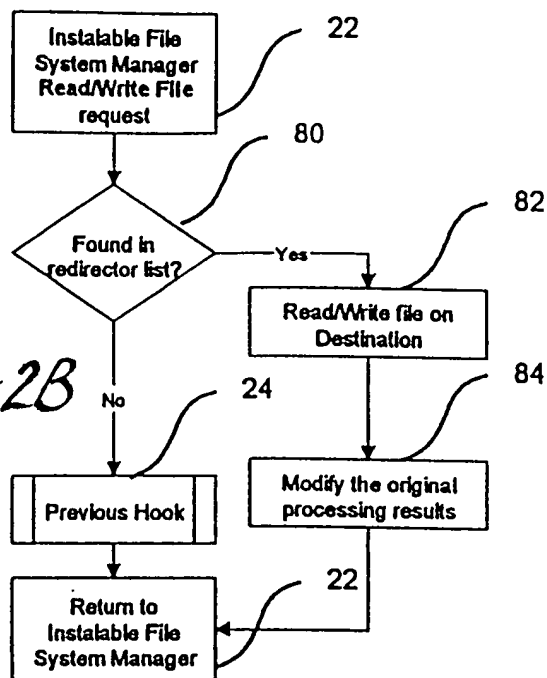 Instalable File
System Manager
Read/Write File
request
22
80
Found in
redirector list?
Yes
82
Read/Write file on
Destination
2B
No
24
84
Previous Hook
Modify the original
processing results
22
Return to
Instalable File
System Manager